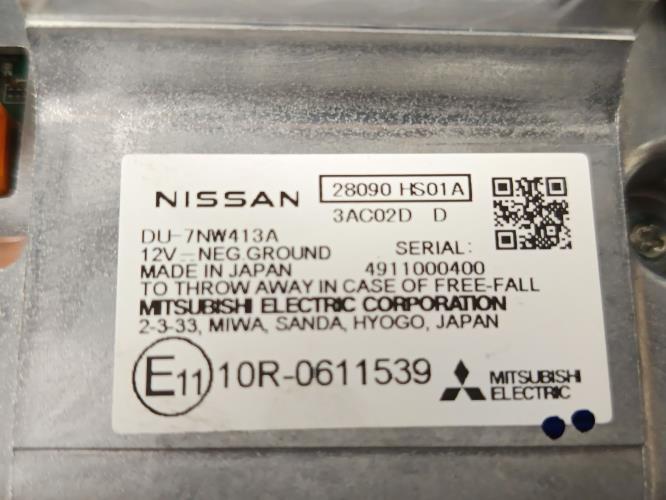 NISSAN 28090 HS01A
3AC02D D
DU-7NW413A
12V⎓NEG.GROUND SERIAL:
MADE IN JAPAN 4911000400
TO THROW AWAY IN CASE OF FREE-FALL
MITSUBISHI ELECTRIC CORPORATION
2-3-33, MIWA, SANDA, HYOGO, JAPAN
E11 10R-0611539
MITSUBISHI
ELECTRIC